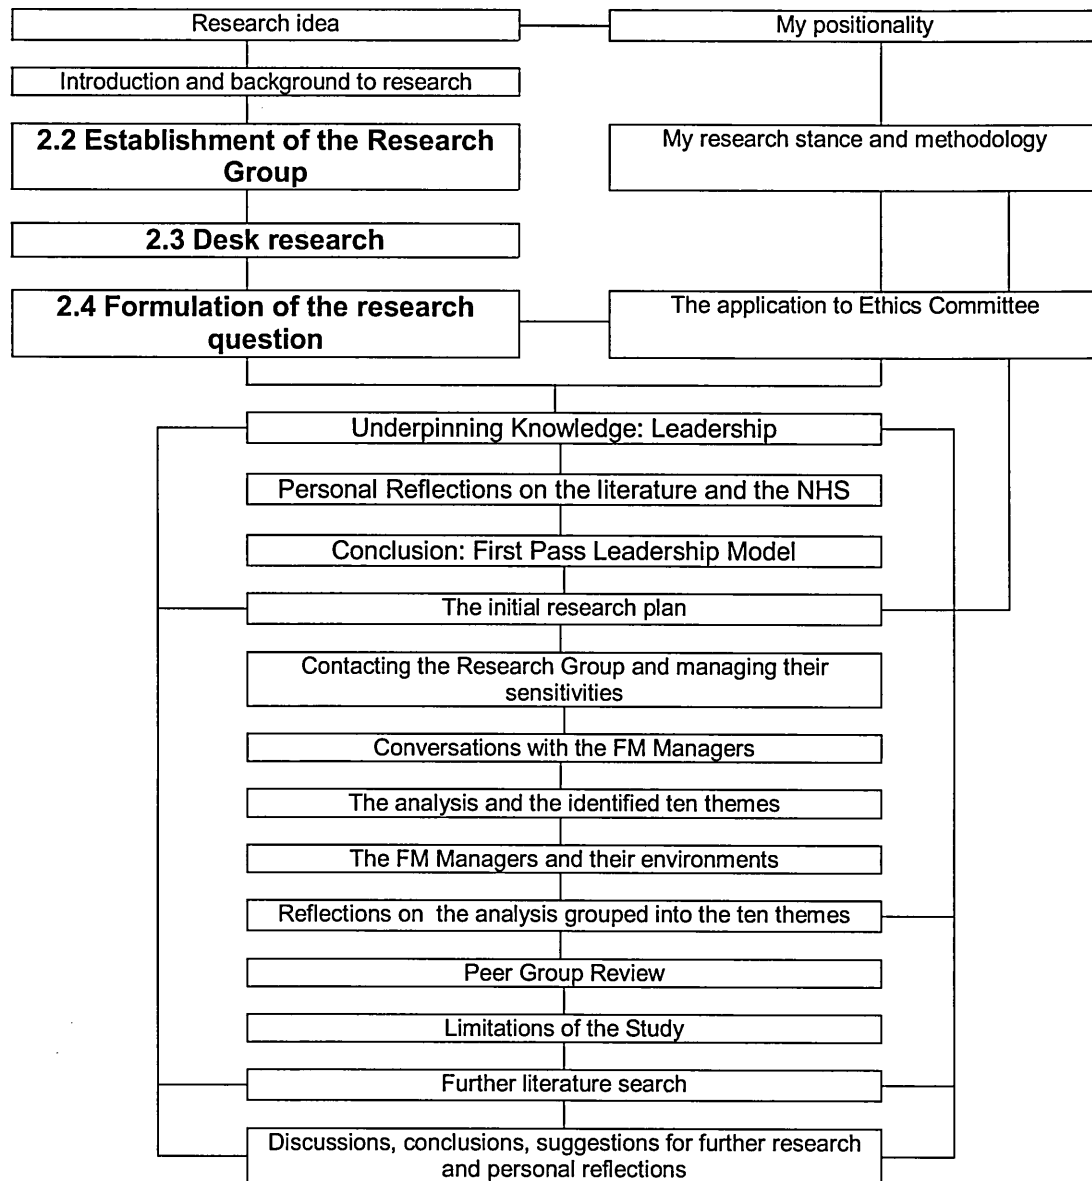 Research idea
My positionality
Introduction and background to research
2.2 Establishment of the Research
Group
My research stance and methodology
2.3 Desk research
2.4 Formulation of the research
question
The application to Ethics Committee
Underpinning Knowledge: Leadership
Personal Reflections on the literature and the NHS
Conclusion: First Pass Leadership Model
The initial research plan
Contacting the Research Group and managing their
sensitivities
Conversations with the FM Managers
The analysis and the identified ten themes
The FM Managers and their environments
Reflections on the analysis grouped into the ten themes
Peer Group Review
Limitations of the Study
Further literature search
Discussions, conclusions, suggestions for further research
and personal reflections